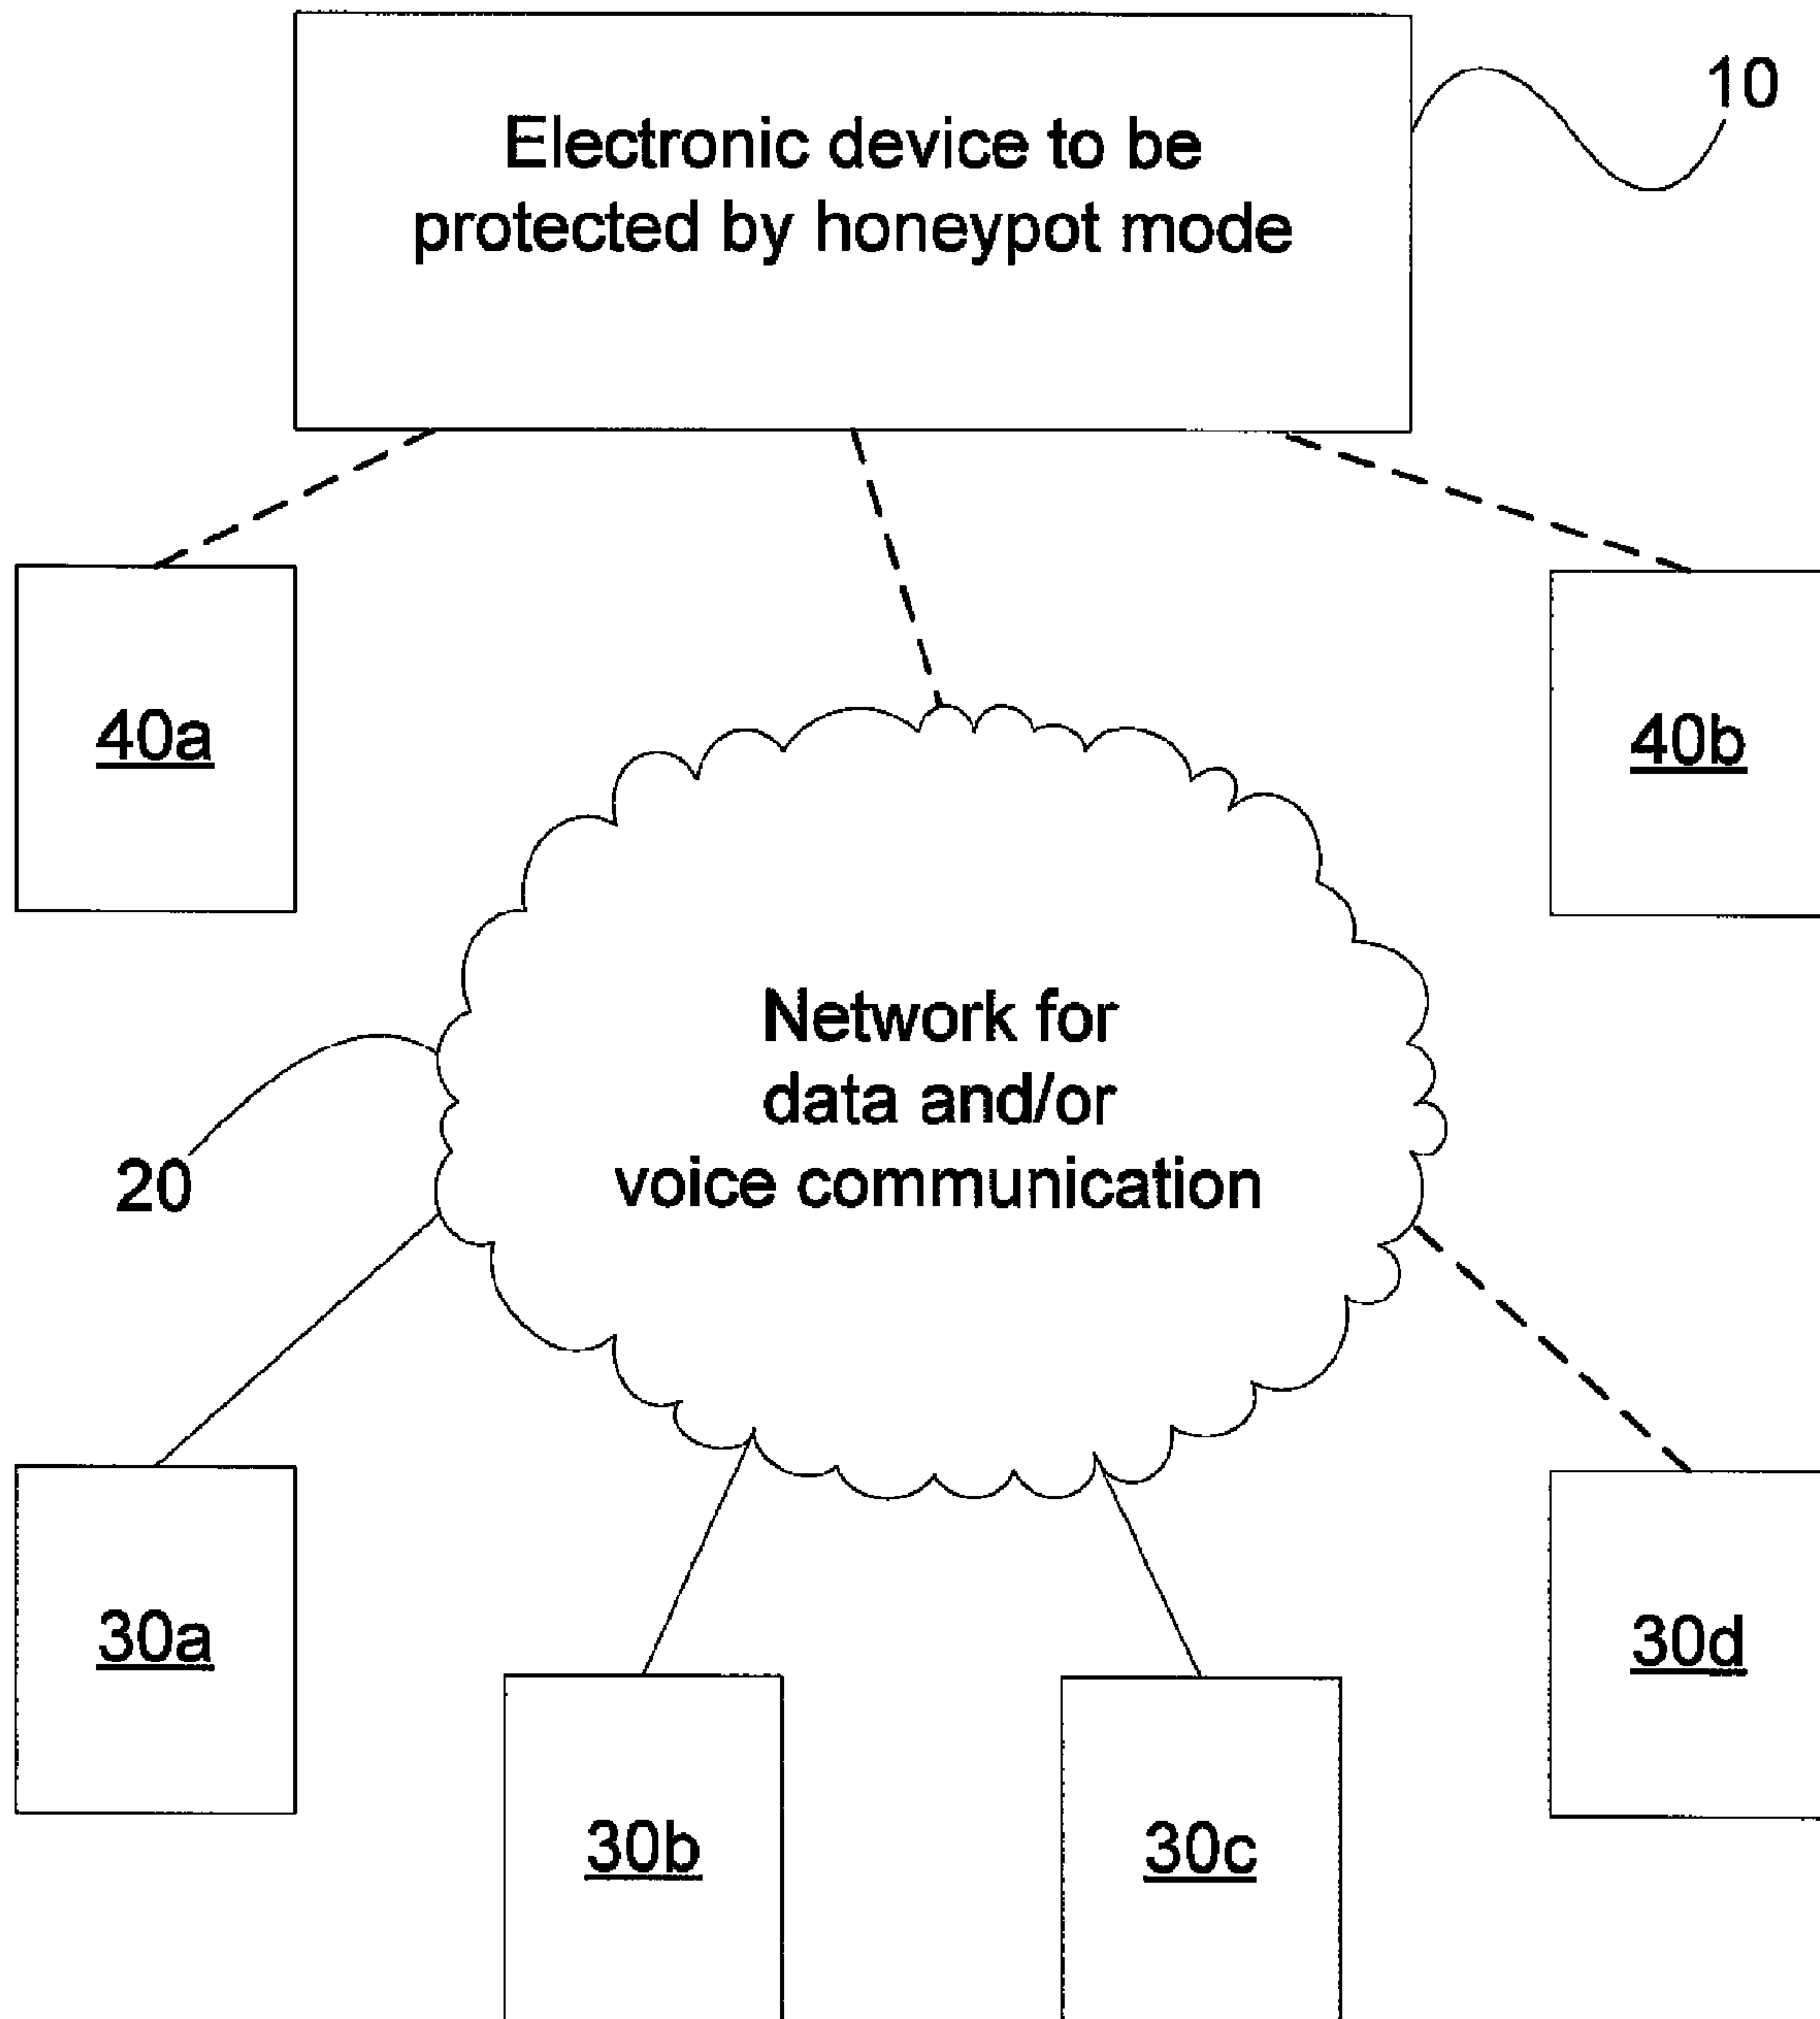 10
Electronic device to be
protected by honeypot mode
40a
40b
Network for
data and/or
voice communication
20
30a
30d
30b
30c